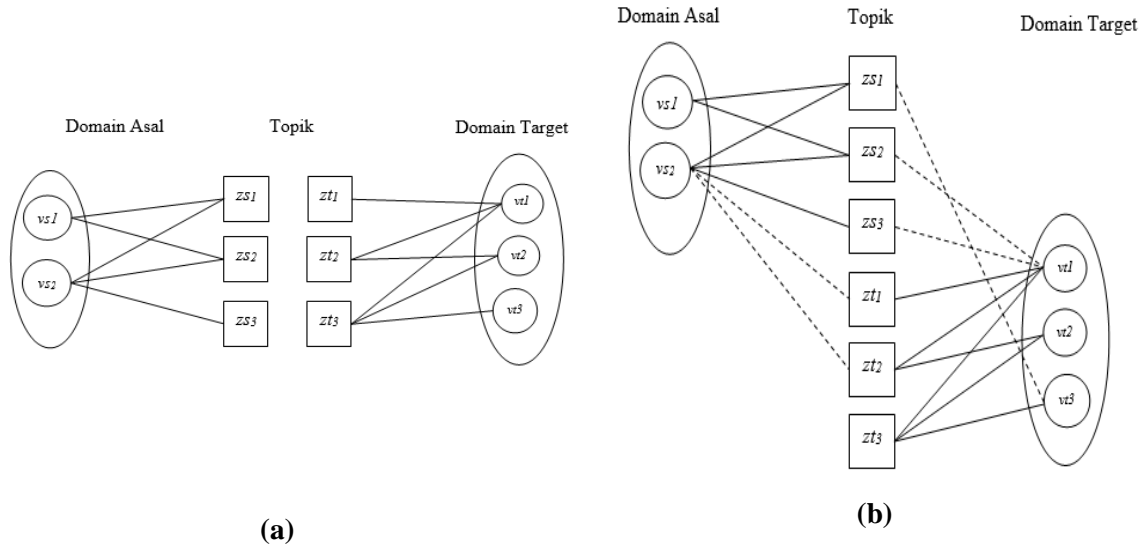 Domain Asal
Topik
Domain Target
vs1
vs2
zs1
zs2
zs3
zt1
zt2
zt3
vt1
vt2
vt3
(a)
Domain Asal
Topik
Domain Target
vs1
vs2
zs1
zs2
zs3
zt1
zt2
zt3
vt1
vt2
vt3
(b)